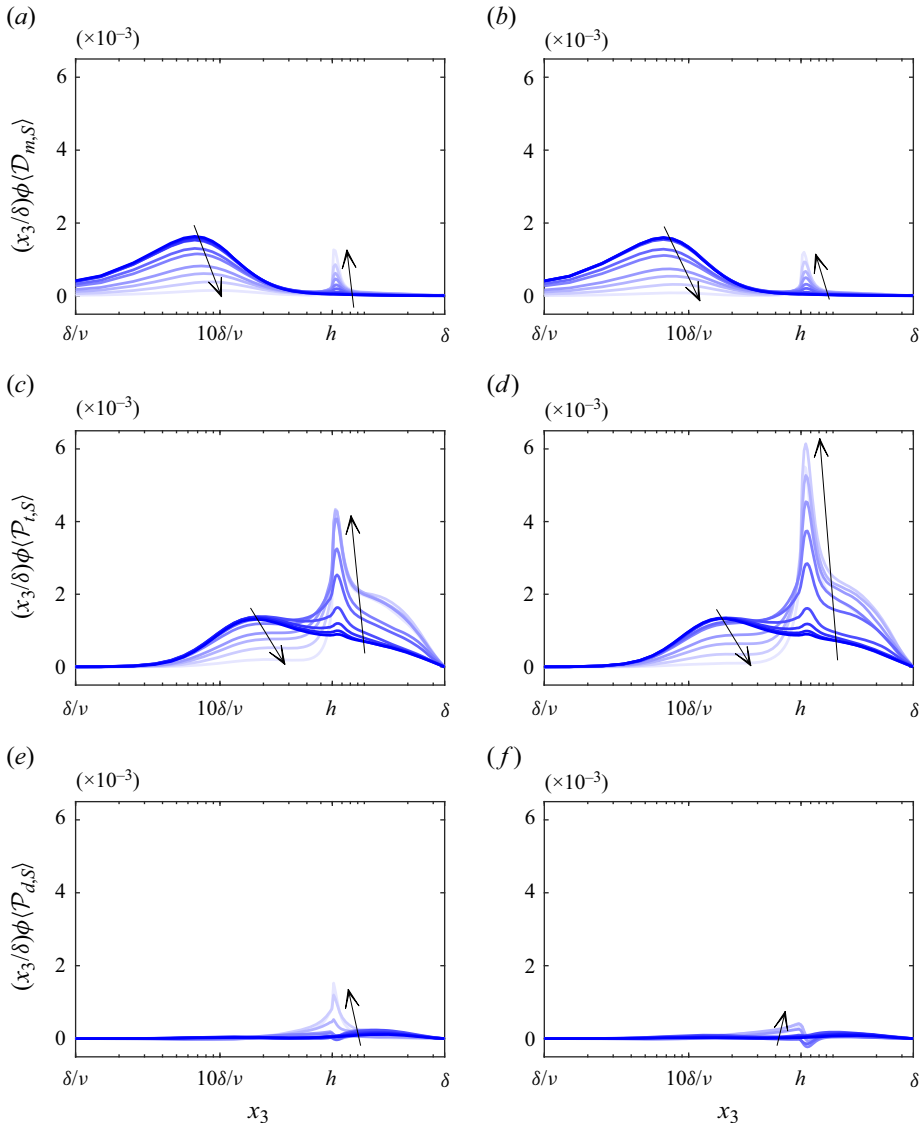 (a)
(×10⁻³)
6
4
2
0
(x₃/δ)ϕ⟨𝒟ₘ,S⟩
δ/ν
10δ/ν
h
δ
(b)
(×10⁻³)
6
4
2
0
δ/ν
10δ/ν
h
δ
(c)
(×10⁻³)
6
4
2
0
(x₃/δ)ϕ⟨𝒫ₜ,S⟩
δ/ν
10δ/ν
h
δ
(d)
(×10⁻³)
6
4
2
0
δ/ν
10δ/ν
h
δ
(e)
(×10⁻³)
6
4
2
0
(x₃/δ)ϕ⟨𝒫d,S⟩
δ/ν
10δ/ν
h
δ
x₃
(f)
(×10⁻³)
6
4
2
0
δ/ν
10δ/ν
h
δ
x₃